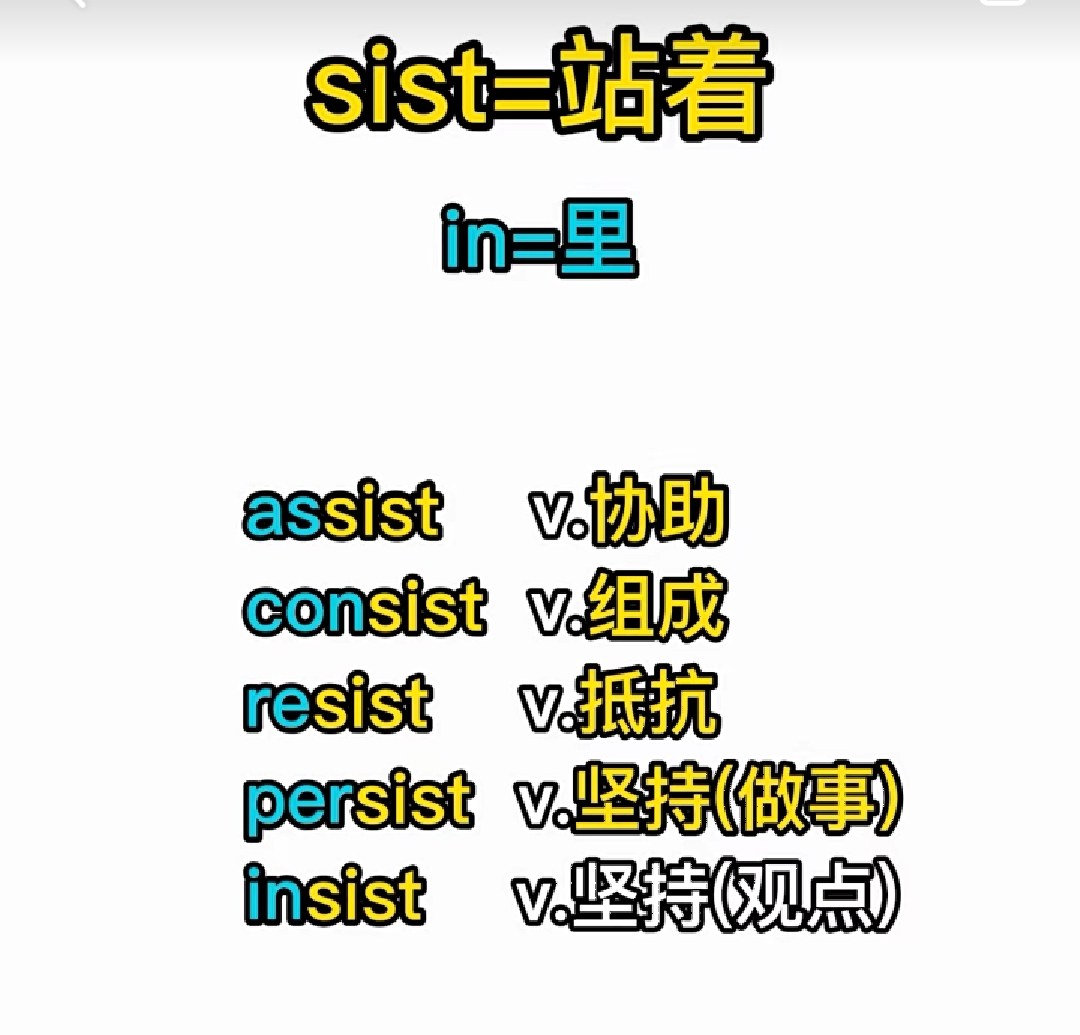 sist=站着
in=里
assist v.协助
consist v.组成
resist v.抵抗
persist v.坚持(做事)
insist v.坚持(观点)